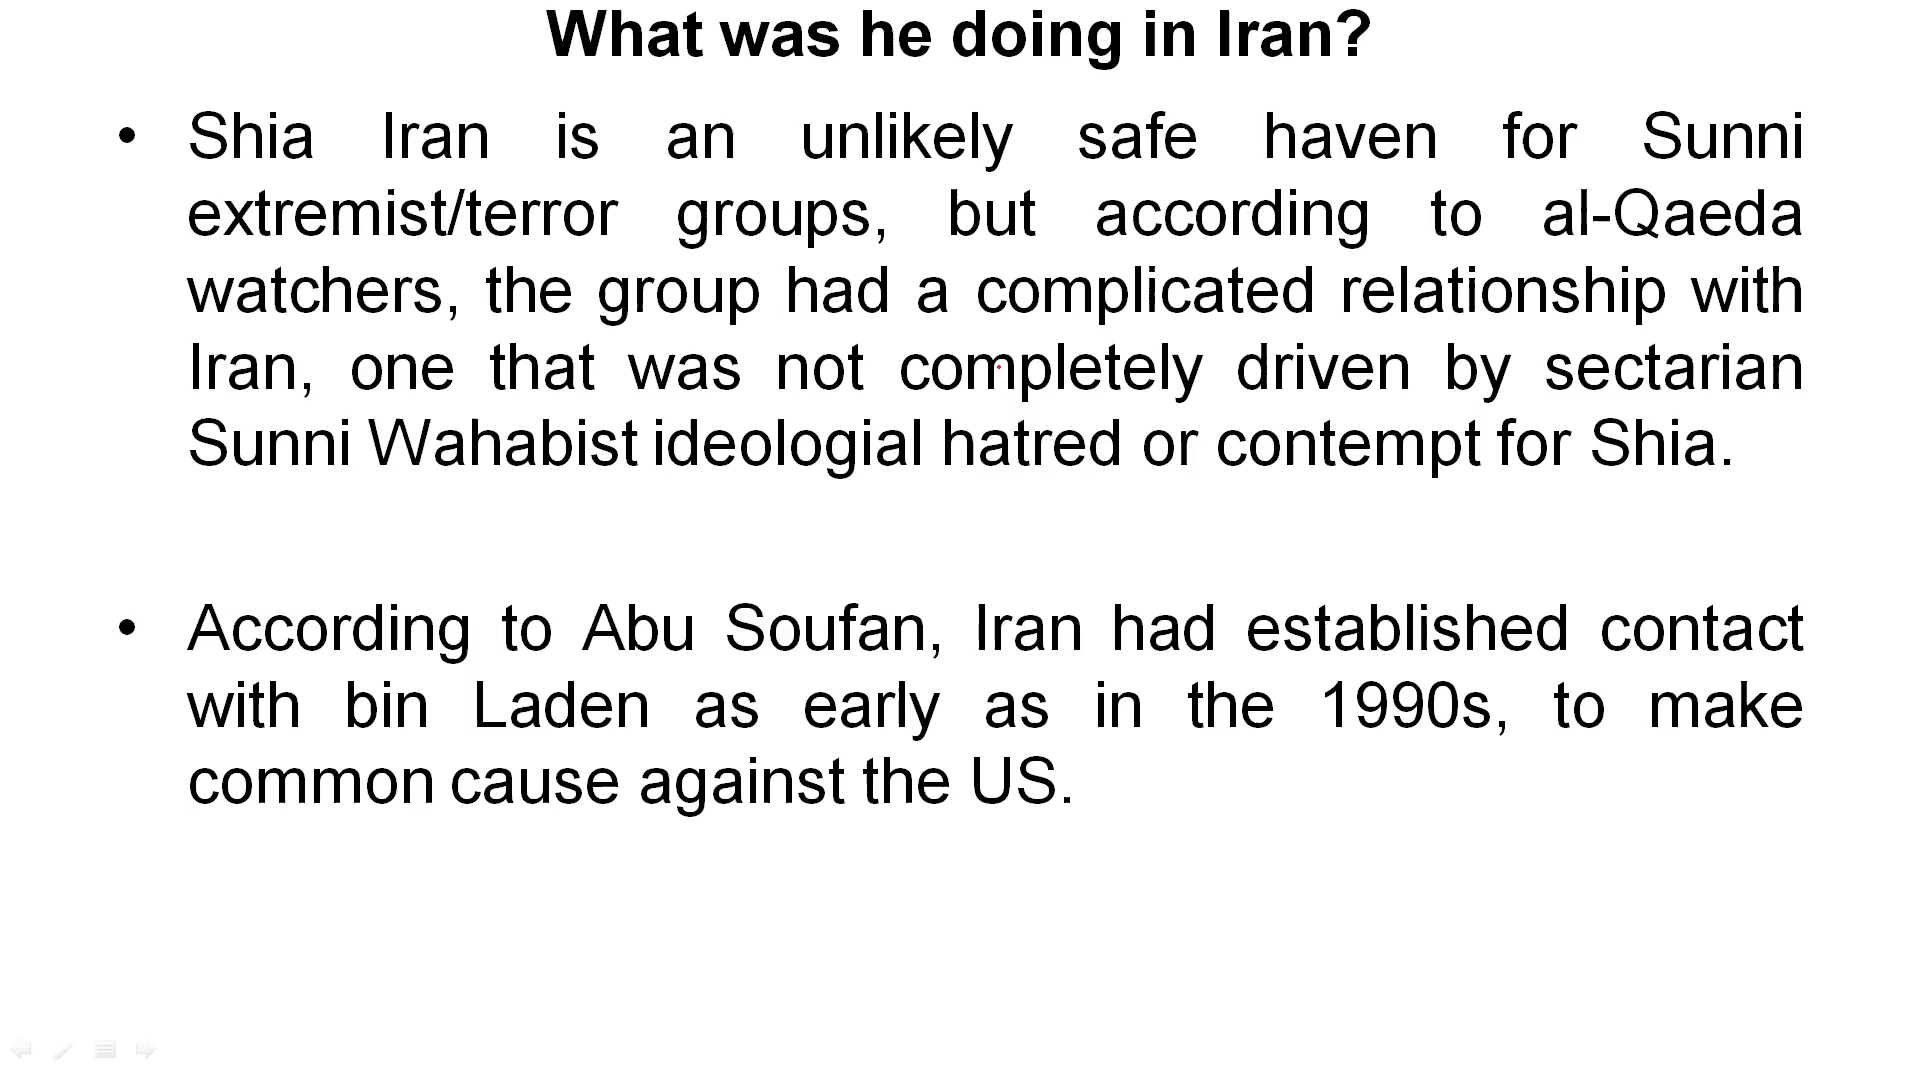 What was he doing in Iran?
• Shia Iran is an unlikely safe haven for Sunni
extremist/terror groups, but according to al-Qaeda
watchers, the group had a complicated relationship with
Iran, one that was not completely driven by sectarian
Sunni Wahabist ideologial hatred or contempt for Shia.
• According to Abu Soufan, Iran had established contact
with bin Laden as early as in the 1990s, to make
common cause against the US.